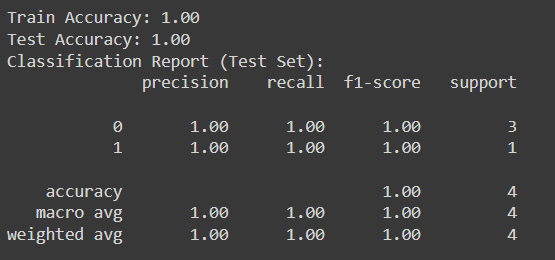 Train Accuracy: 1.00
Test Accuracy: 1.00
Classification Report (Test Set):
precision recall f1-score support
0 1.00 1.00 1.00 3
1 1.00 1.00 1.00 1
accuracy 1.00 4
macro avg 1.00 1.00 1.00 4
weighted avg 1.00 1.00 1.00 4